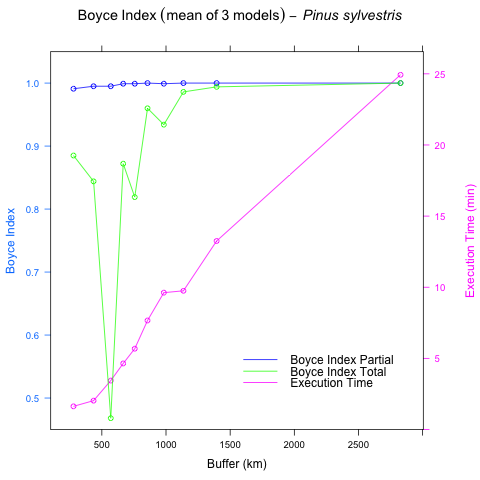 Boyce Index (mean of 3 models) – Pinus sylvestris
1.0
0.9
0.8
0.7
0.6
0.5
Boyce Index
25
20
15
10
5
Execution Time (min)
Boyce Index Partial
Boyce Index Total
Execution Time
500 1000 1500 2000 2500
Buffer (km)